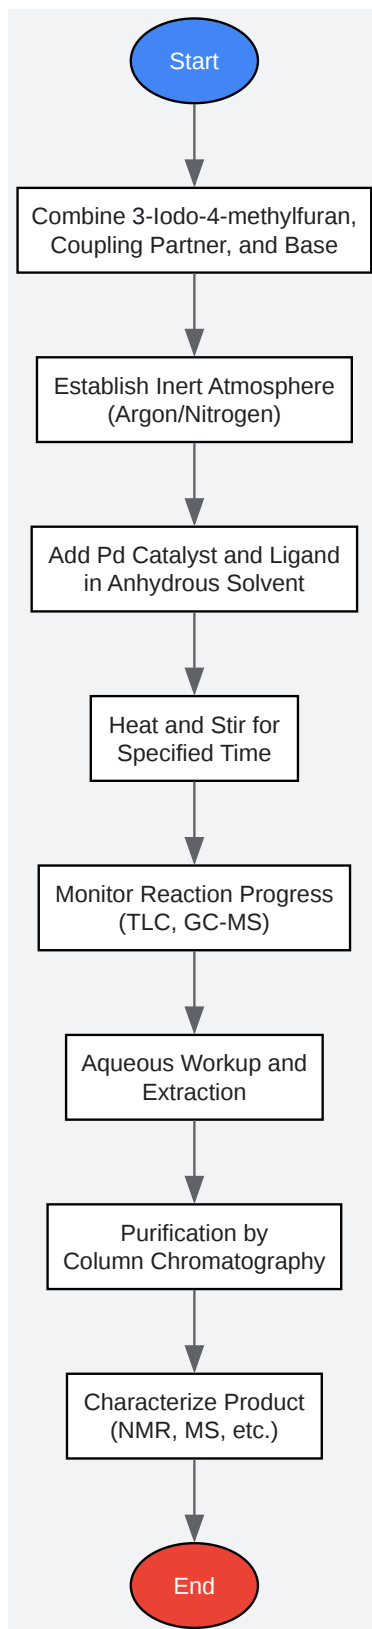 Start
Combine 3-Iodo-4-methylfuran,
Coupling Partner, and Base
Establish Inert Atmosphere
(Argon/Nitrogen)
Add Pd Catalyst and Ligand
in Anhydrous Solvent
Heat and Stir for
Specified Time
Monitor Reaction Progress
(TLC, GC-MS)
Aqueous Workup and
Extraction
Purification by
Column Chromatography
Characterize Product
(NMR, MS, etc.)
End